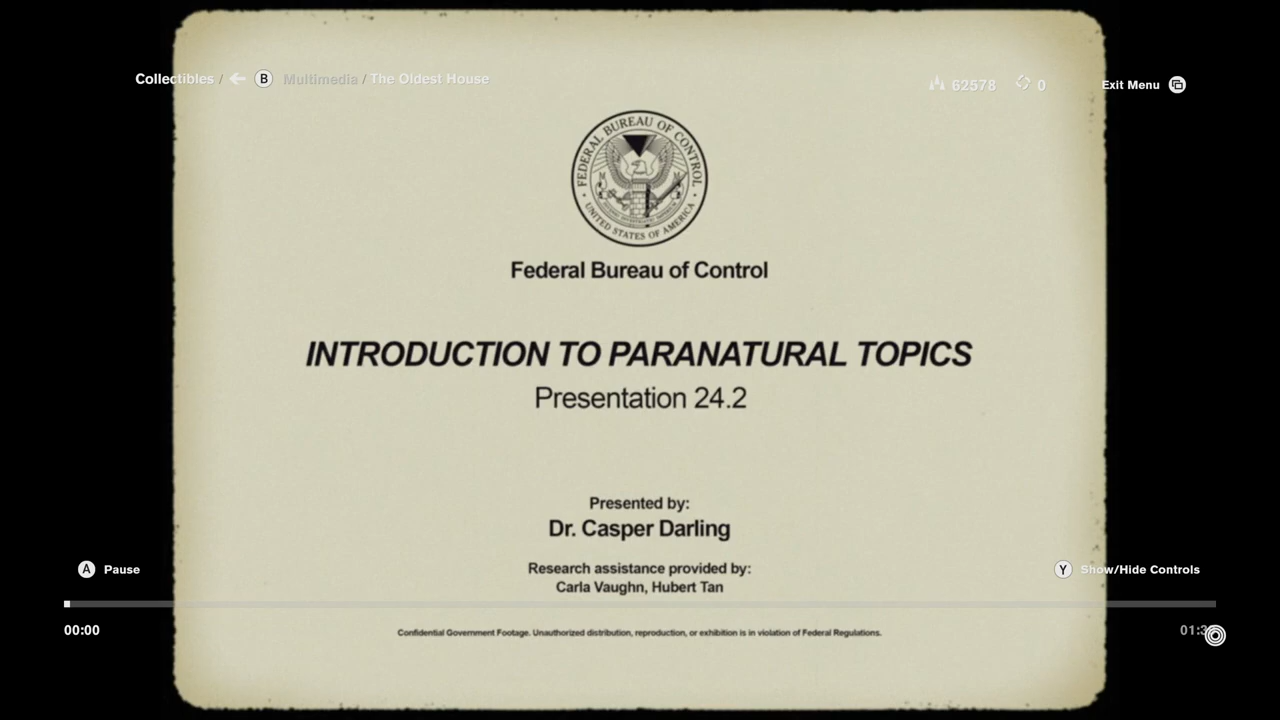 Collectibles / B Multimedia / The Oldest House
62578 0 Exit Menu
FEDERAL BUREAU OF CONTROL
UNITED STATES OF AMERICA
Federal Bureau of Control
INTRODUCTION TO PARANATURAL TOPICS
Presentation 24.2
Presented by:
Dr. Casper Darling
Research assistance provided by:
Carla Vaughn, Hubert Tan
A Pause
Y Show/Hide Controls
00:00
Confidential Government Footage. Unauthorized distribution, reproduction, or exhibition is in violation of Federal Regulations.